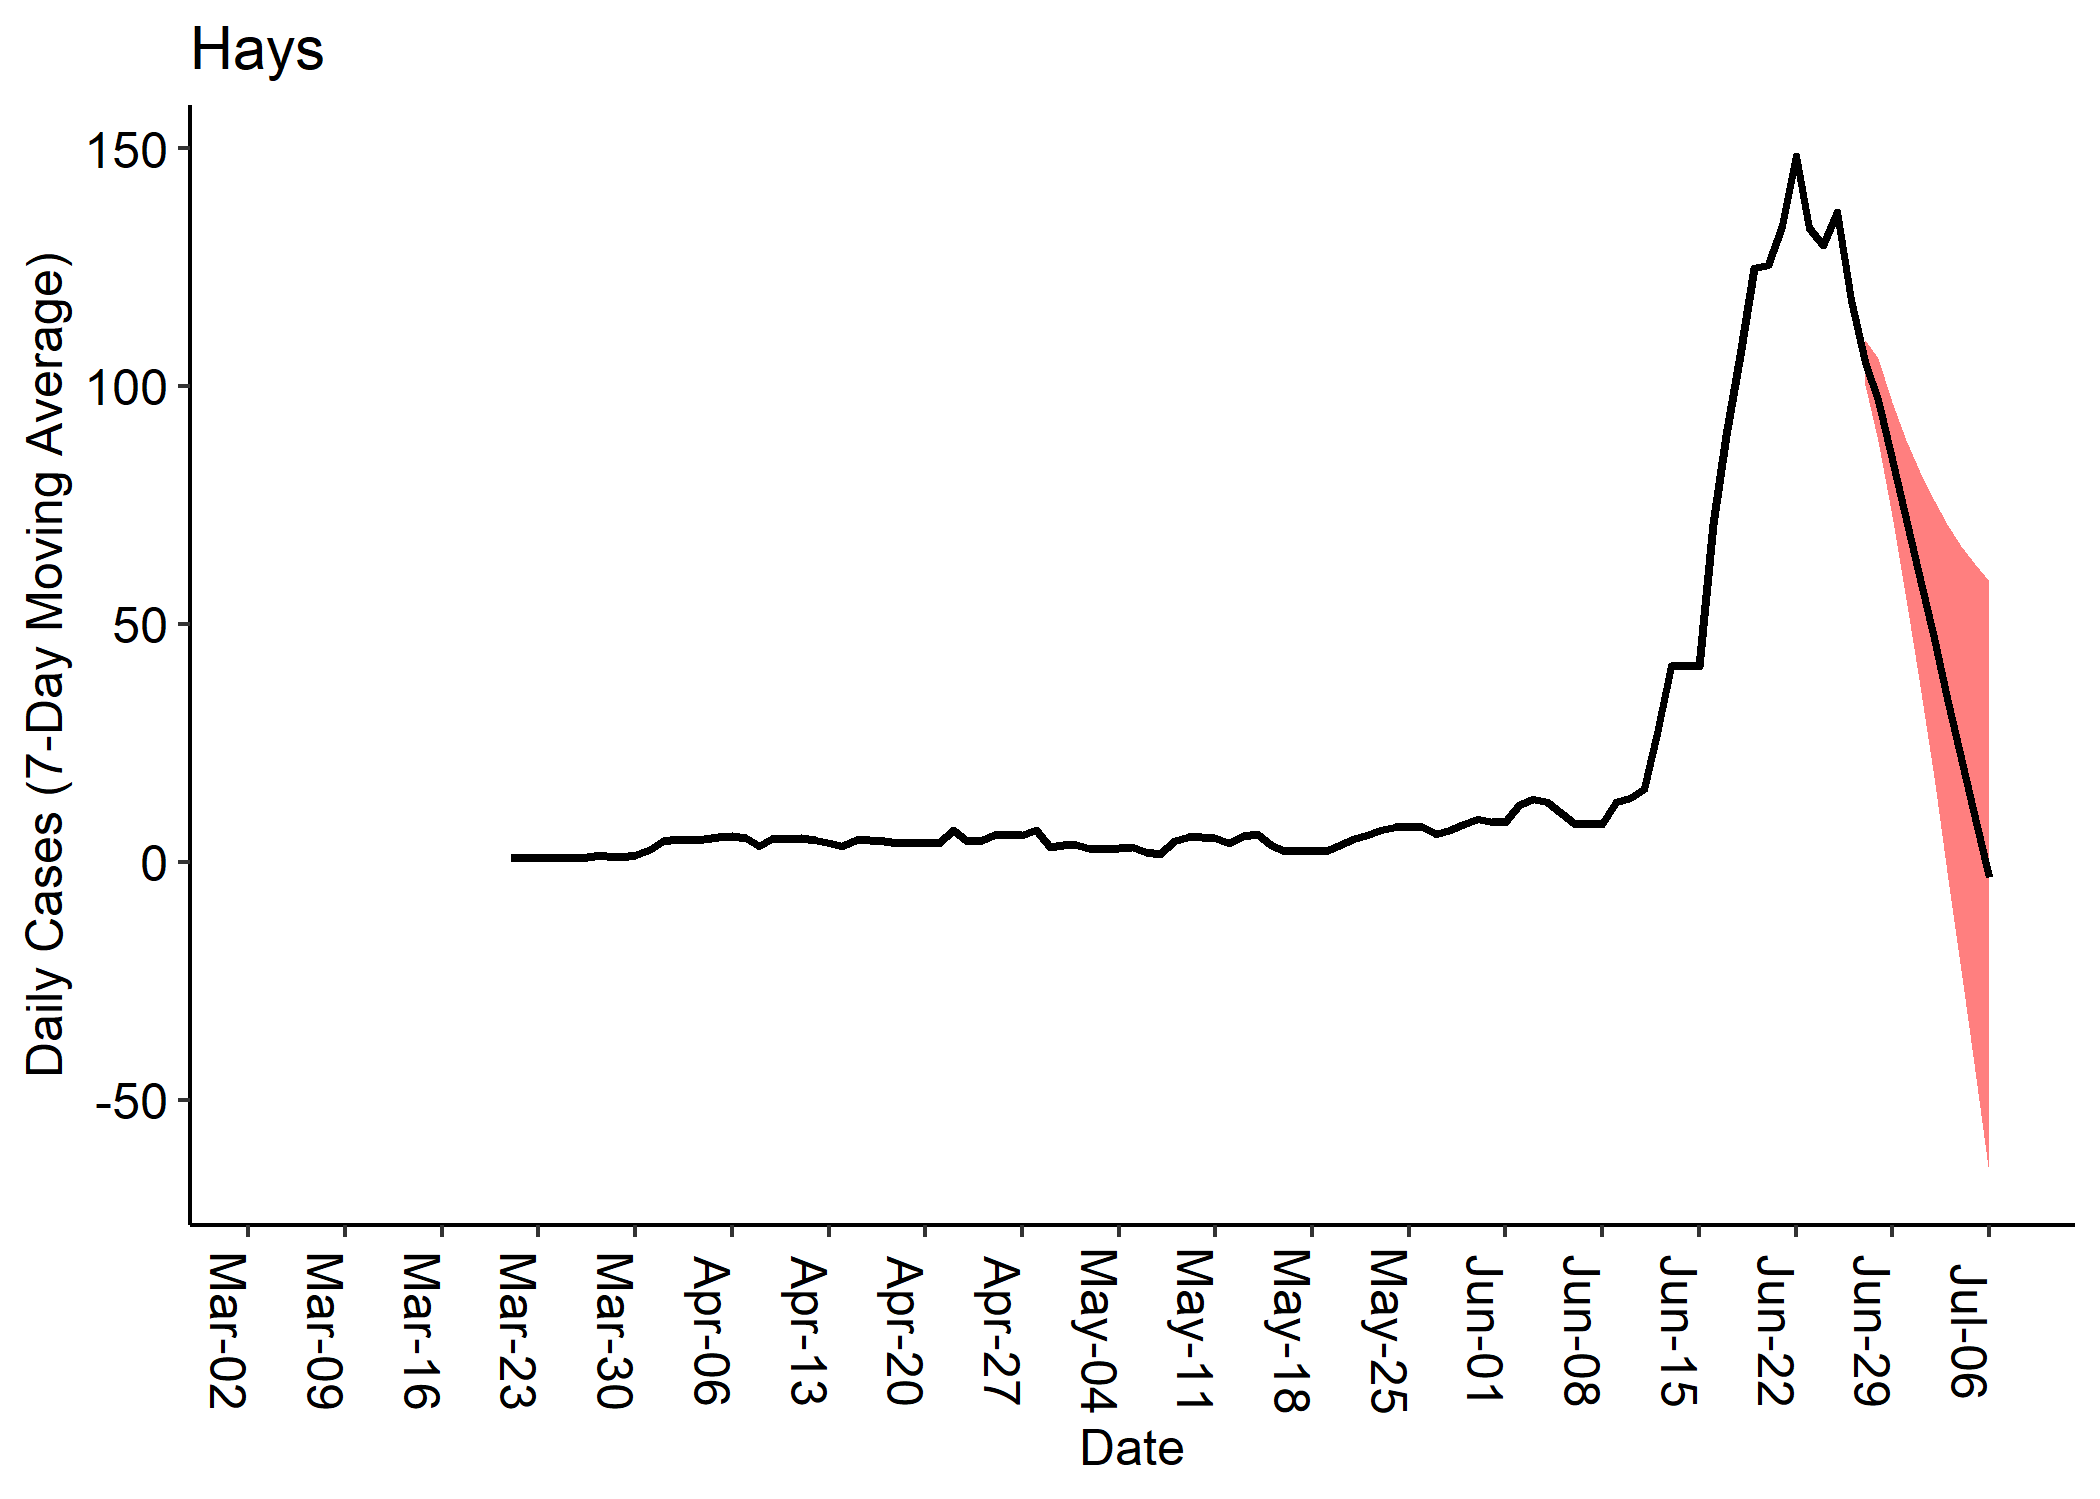 Hays
Daily Cases (7-Day Moving Average)
150
100
50
0
-50
Mar-02
Mar-09
Mar-16
Mar-23
Mar-30
Apr-06
Apr-13
Apr-20
Apr-27
May-04
May-11
May-18
May-25
Jun-01
Jun-08
Jun-15
Jun-22
Jun-29
Jul-06
Date